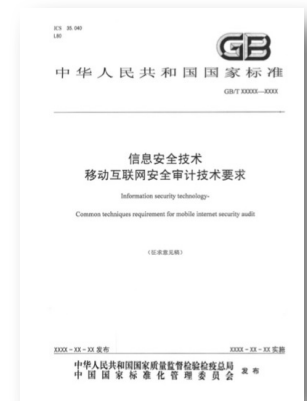 ICS 35.040
L80
GB
中华人民共和国国家标准
GB/T XXXXX—XXXX
信息安全技术
移动互联网安全审计技术要求
Information security technology-
Common techniques requirement for mobile internet security audit
（征求意见稿）
XXXX - XX - XX 发布
XXXX - XX - XX 实施
中华人民共和国国家质量监督检验检疫总局
中国国家标准化管理委员会 发布